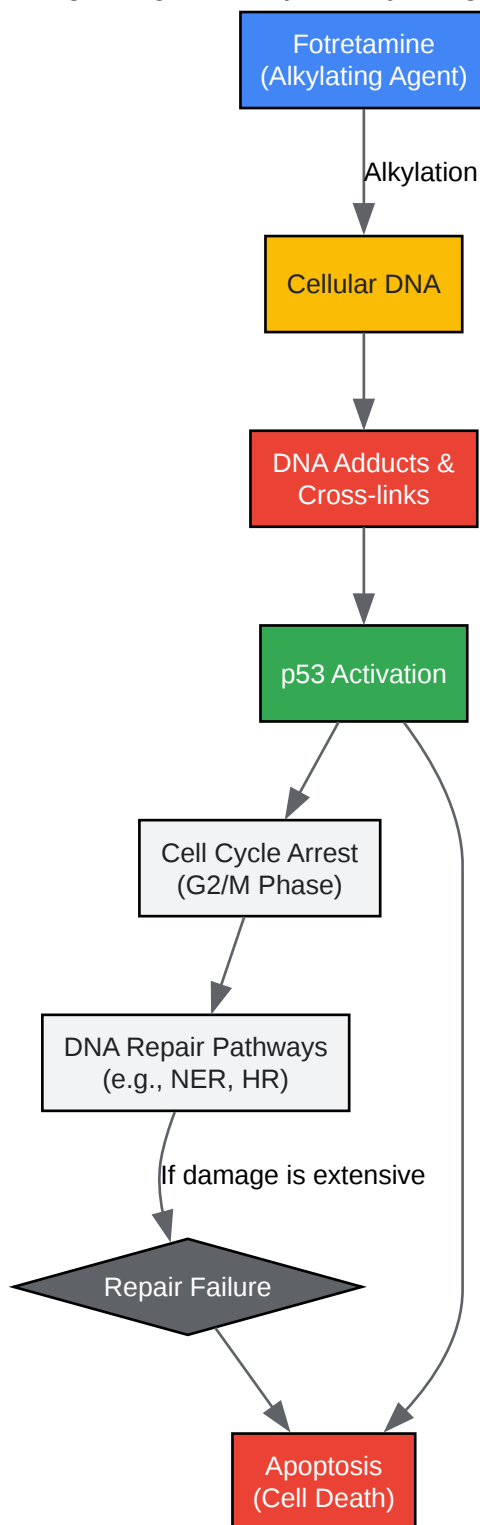 Fotretamine
(Alkylating Agent)
Alkylation
Cellular DNA
DNA Adducts &
Cross-links
p53 Activation
Cell Cycle Arrest
(G2/M Phase)
DNA Repair Pathways
(e.g., NER, HR)
If damage is extensive
Repair Failure
Apoptosis
(Cell Death)